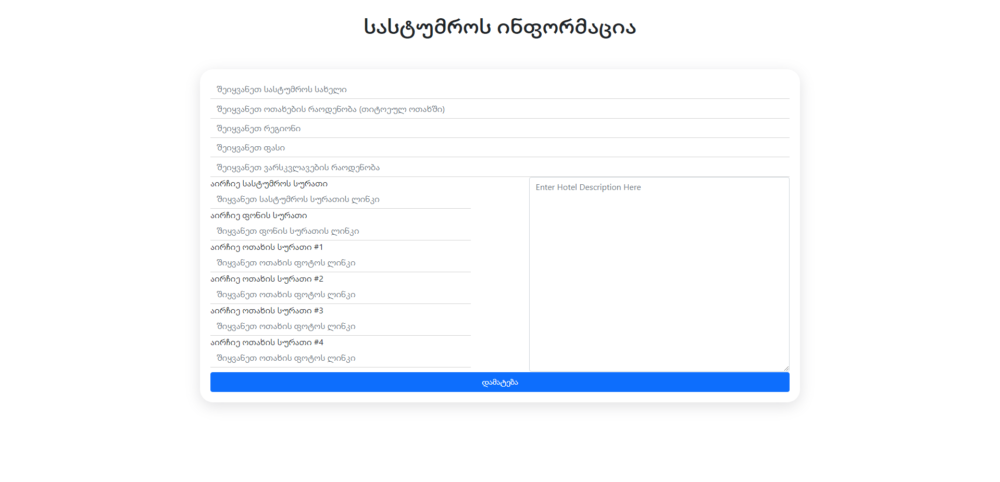 სასტუმროს ინფორმაცია
შეიყვანეთ სასტუმროს სახელი
შეიყვანეთ ოთახების რაოდენობა (თიტოეულ ოთახში)
შეიყვანეთ რეგიონი
შეიყვანეთ ფასი
შეიყვანეთ ვარსკვლავების რაოდენობა
აირჩიე სასტუმროს სურათი
შიყვანეთ სასტუმროს სურათის ლინკი
აირჩიე ფონის სურათი
შიყვანეთ ფონის სურათის ლინკი
აირჩიე ოთახის სურათი #1
შიყვანეთ ოთახის ფოტოს ლინკი
აირჩიე ოთახის სურათი #2
შიყვანეთ ოთახის ფოტოს ლინკი
აირჩიე ოთახის სურათი #3
შიყვანეთ ოთახის ფოტოს ლინკი
აირჩიე ოთახის სურათი #4
შიყვანეთ ოთახის ფოტოს ლინკი
Enter Hotel Description Here
დამატება